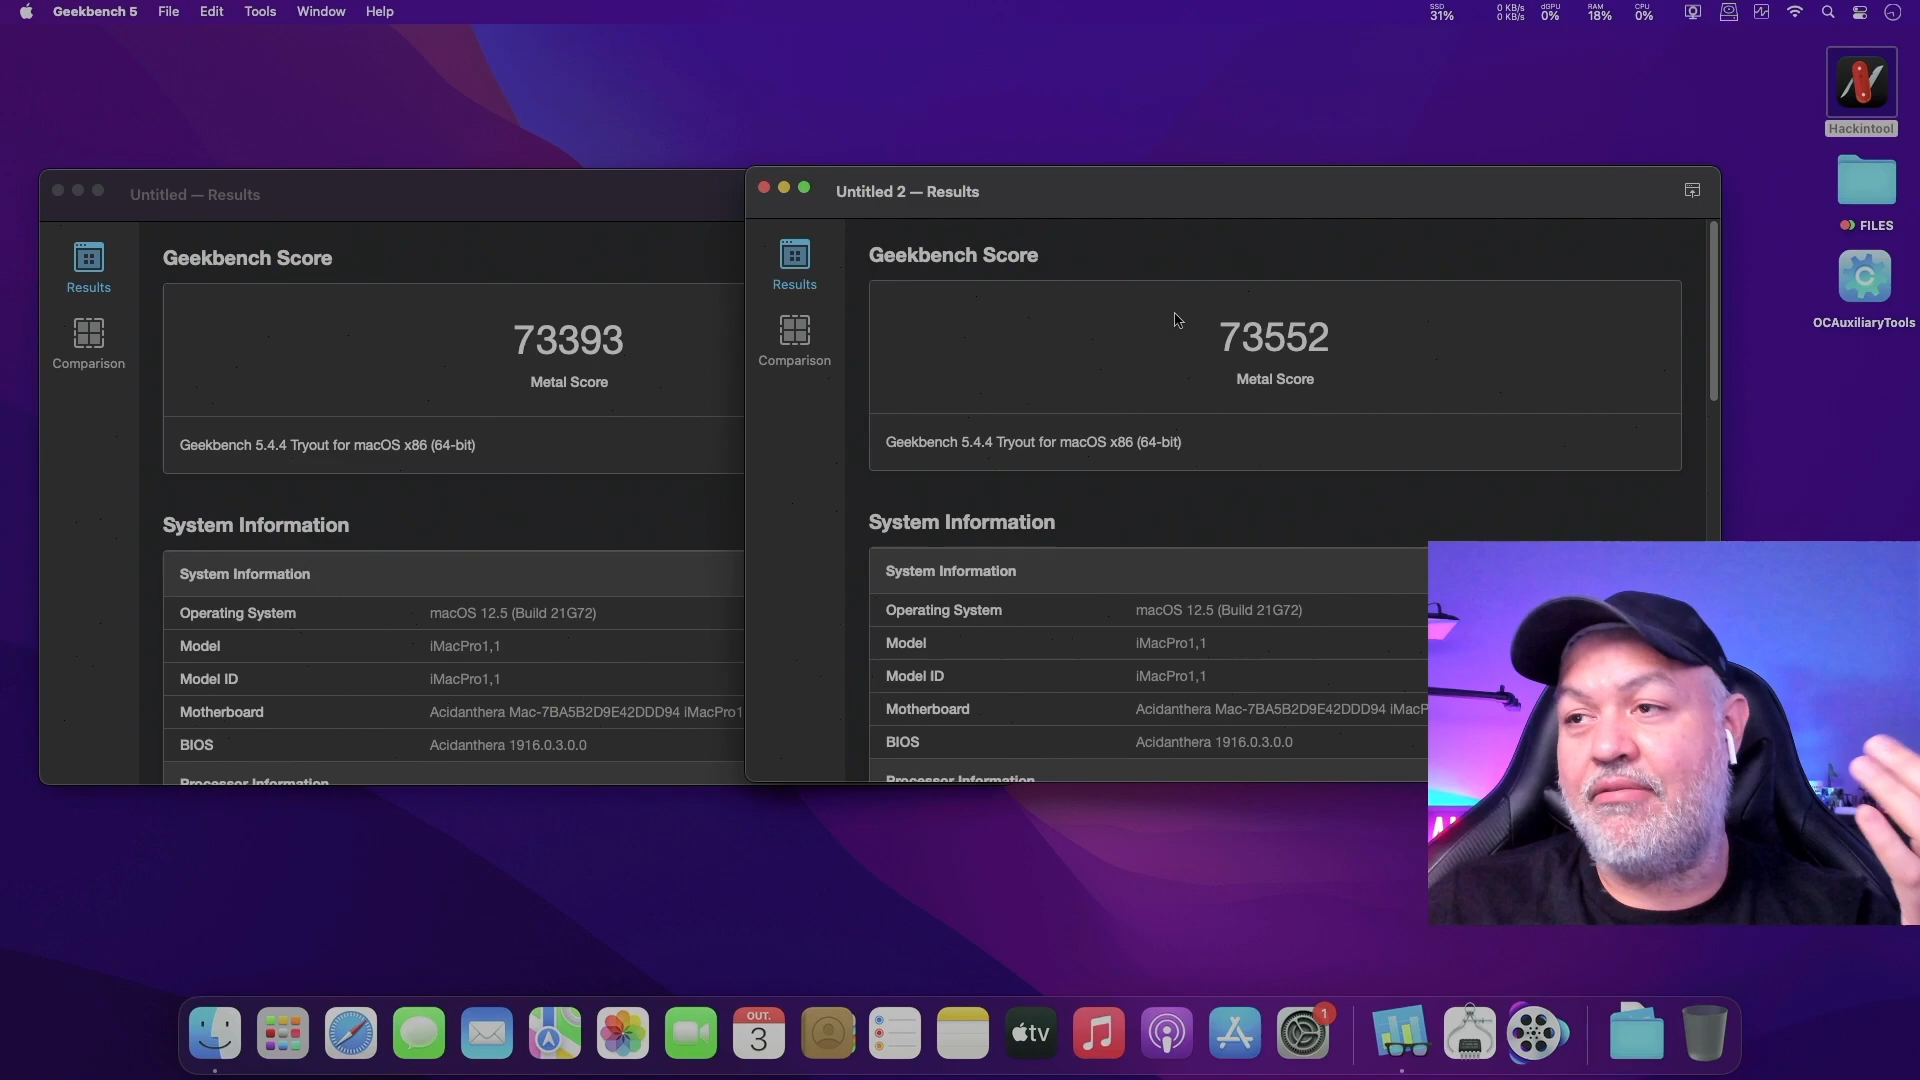 Geekbench 5 File Edit Tools Window Help
SSD 31% 0 KB/s 0 KB/s dGPU 0% RAM 18% CPU 0%
Hackintool
FILES
OCAuxiliaryTools
Untitled — Results
Results
Comparison
Geekbench Score
73393
Metal Score
Geekbench 5.4.4 Tryout for macOS x86 (64-bit)
System Information
System Information
Operating System macOS 12.5 (Build 21G72)
Model iMacPro1,1
Model ID iMacPro1,1
Motherboard Acidanthera Mac-7BA5B2D9E42DDD94 iMacPro1
BIOS Acidanthera 1916.0.3.0.0
Processor Information
Untitled 2 — Results
Results
Comparison
Geekbench Score
73552
Metal Score
Geekbench 5.4.4 Tryout for macOS x86 (64-bit)
System Information
System Information
Operating System macOS 12.5 (Build 21G72)
Model iMacPro1,1
Model ID iMacPro1,1
Motherboard Acidanthera Mac-7BA5B2D9E42DDD94 iMacP
BIOS Acidanthera 1916.0.3.0.0
Processor Information
OUT.
3
tv
1